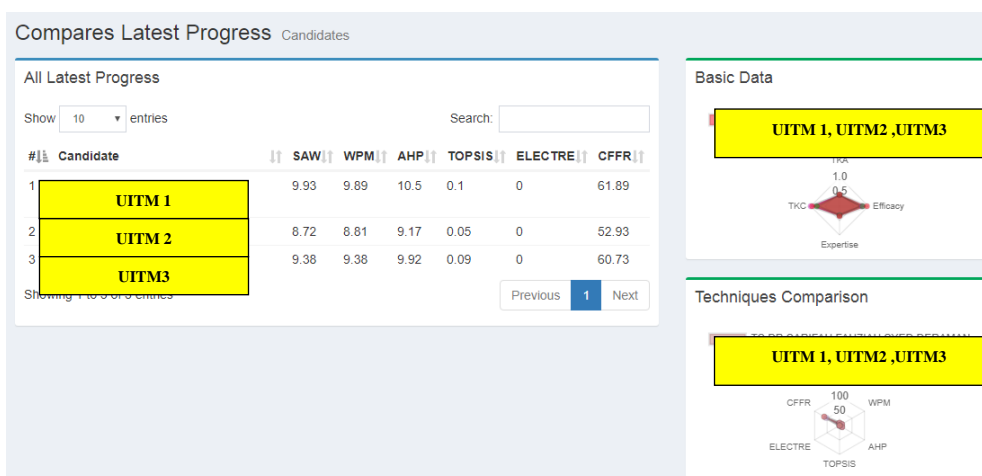 Compares Latest Progress Candidates
All Latest Progress
Show 10 entries
Search:
# Candidate SAW WPM AHP TOPSIS ELECTRE CFFR
1 UITM 1 9.93 9.89 10.5 0.1 0 61.89
2 UITM 2 8.72 8.81 9.17 0.05 0 52.93
3 UITM3 9.38 9.38 9.92 0.09 0 60.73
Previous 1 Next
Basic Data
UITM 1, UITM2 ,UITM3
TKA
1.0
0.5
TKC
Efficacy
Expertise
Techniques Comparison
UITM 1, UITM2 ,UITM3
100
50
CFFR
WPM
ELECTRE
AHP
TOPSIS